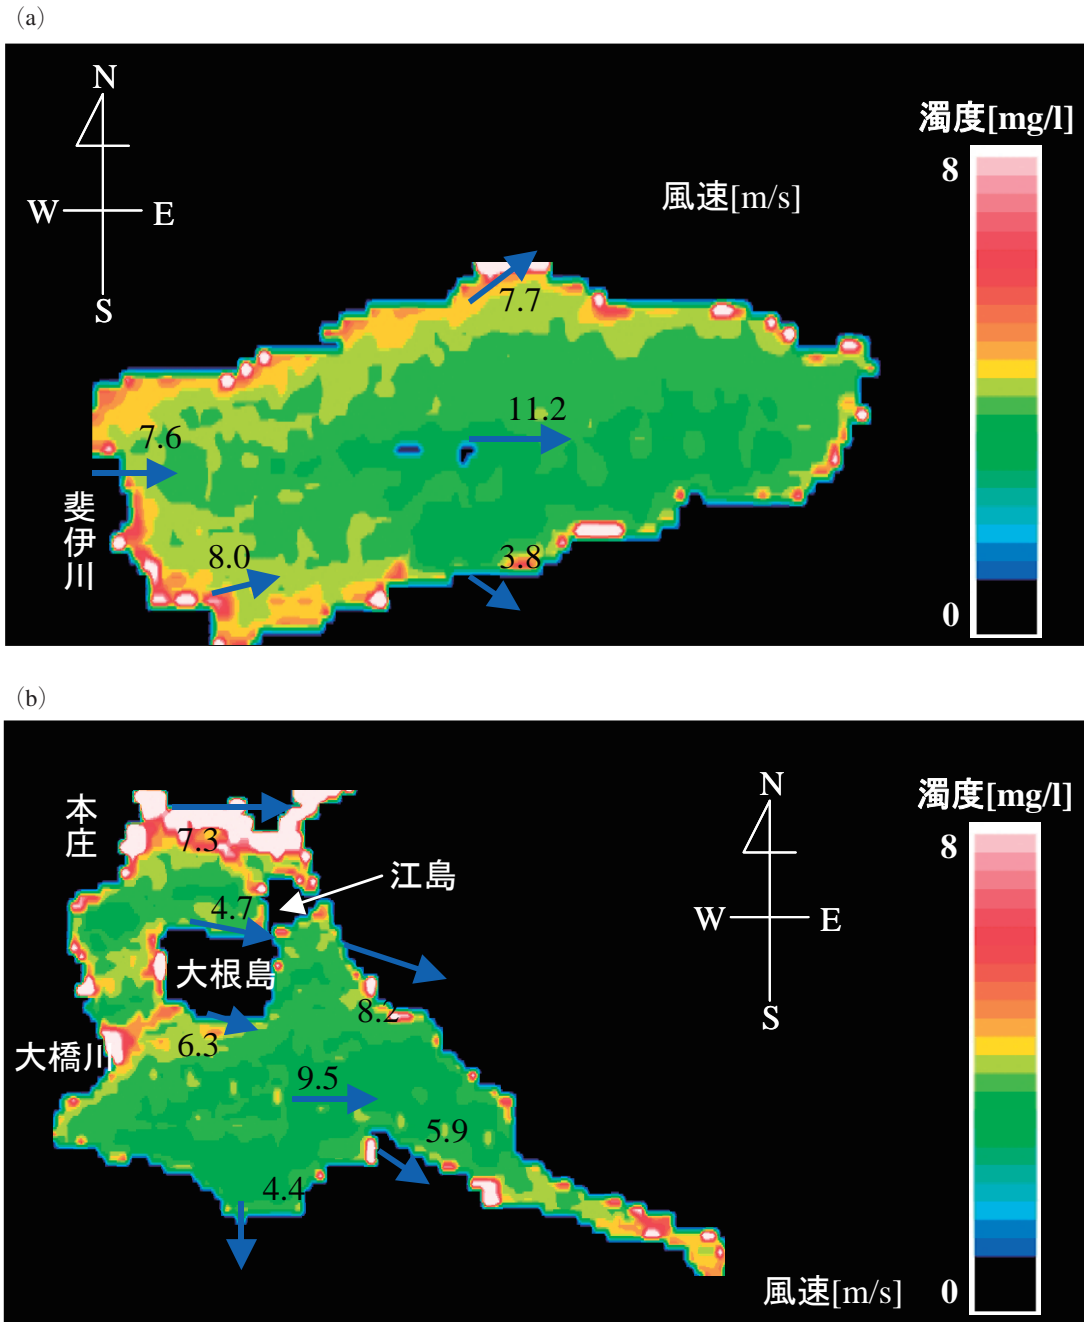 (a)
N
濁度[mg/l]
8
風速[m/s]
W E
S
7.7
11.2
7.6
斐伊川
8.0
3.8
0
(b)
N
濁度[mg/l]
本庄
8
7.3
江島
4.7
W E
大根島
S
8.2
大橋川
6.3
9.5
5.9
4.4
風速[m/s]
0